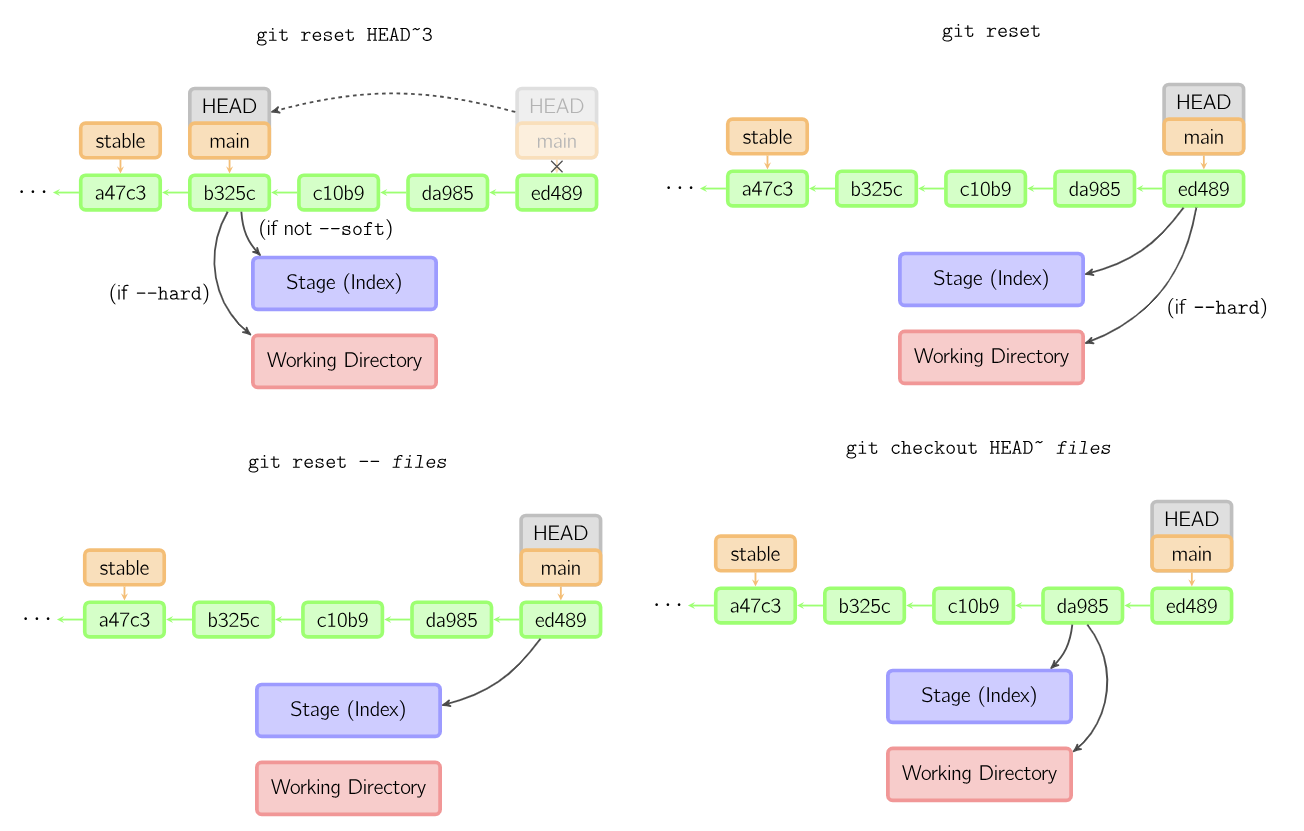 git reset HEAD~3
HEAD
HEAD
stable
main
main
...
a47c3
b325c
c10b9
da985
ed489
(if not --soft)
Stage (Index)
(if --hard)
Working Directory
git reset
HEAD
stable
main
...
a47c3
b325c
c10b9
da985
ed489
Stage (Index)
(if --hard)
Working Directory
git reset -- files
HEAD
stable
main
...
a47c3
b325c
c10b9
da985
ed489
Stage (Index)
Working Directory
git checkout HEAD~ files
HEAD
stable
main
...
a47c3
b325c
c10b9
da985
ed489
Stage (Index)
Working Directory